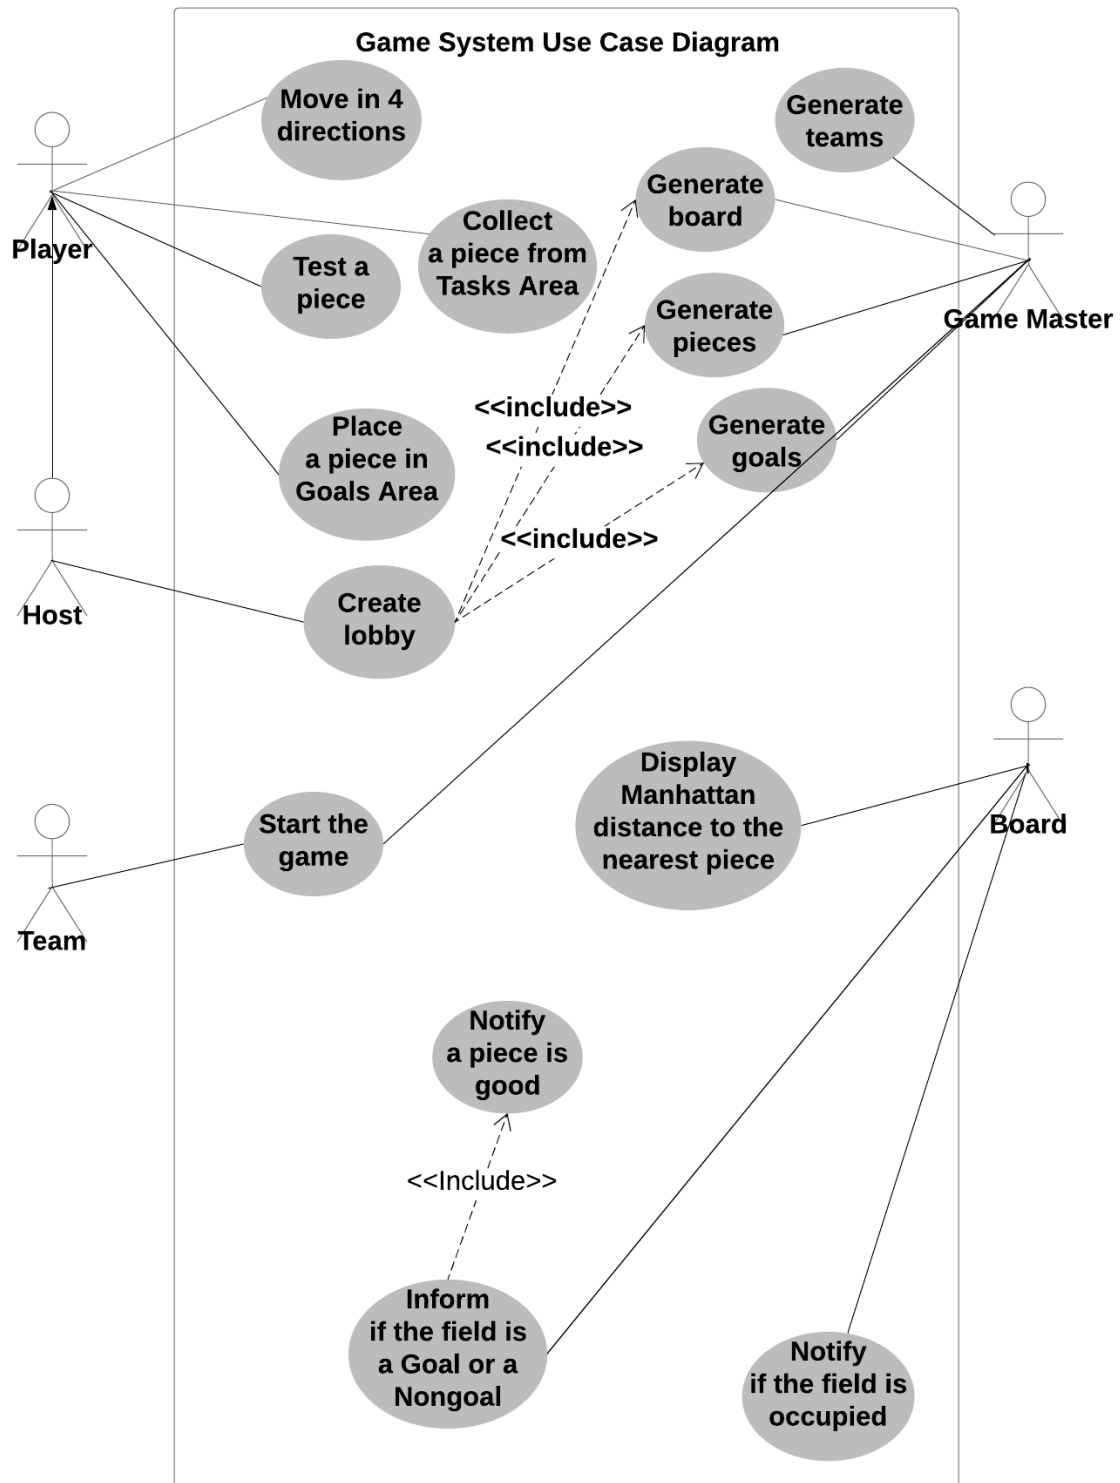 Game System Use Case Diagram
Move in 4
directions
Generate
teams
Generate
board
Collect
a piece from
Tasks Area
Player
Test a
piece
Generate
pieces
Game Master
<<include>>
<<include>>
Generate
goals
Place
a piece in
Goals Area
<<include>>
Host
Create
lobby
Display
Manhattan
distance to the
nearest piece
Board
Start the
game
Team
Notify
a piece is
good
<<Include>>
Inform
if the field is
a Goal or a
Nongoal
Notify
if the field is
occupied